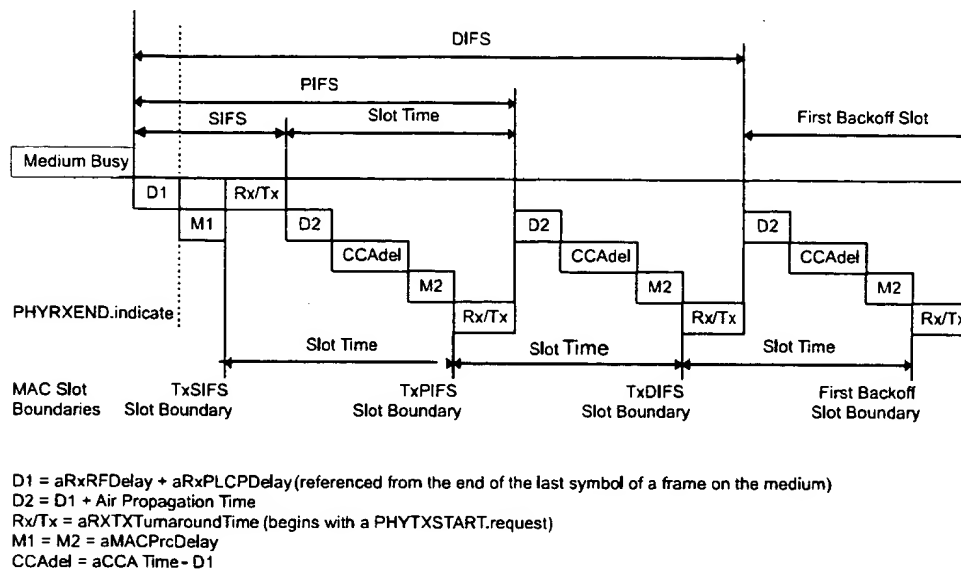 DIFS
PIFS
SIFS
Slot Time
First Backoff Slot
Medium Busy
D1
Rx/Tx
M1
D2
D2
D2
CCAdel
CCAdel
CCAdel
M2
M2
M2
PHYRXEND.indicate
Rx/Tx
Rx/Tx
Rx/Tx
Slot Time
Slot Time
Slot Time
MAC Slot
Boundaries
TxSIFS
Slot Boundary
TxPIFS
Slot Boundary
TxDIFS
Slot Boundary
First Backoff
Slot Boundary
D1 = aRxRFDelay + aRxPLCPDelay (referenced from the end of the last symbol of a frame on the medium)
D2 = D1 + Air Propagation Time
Rx/Tx = aRXTXTurnaroundTime (begins with a PHYTXSTART.request)
M1 = M2 = aMACPrcDelay
CCAdel = aCCA Time - D1